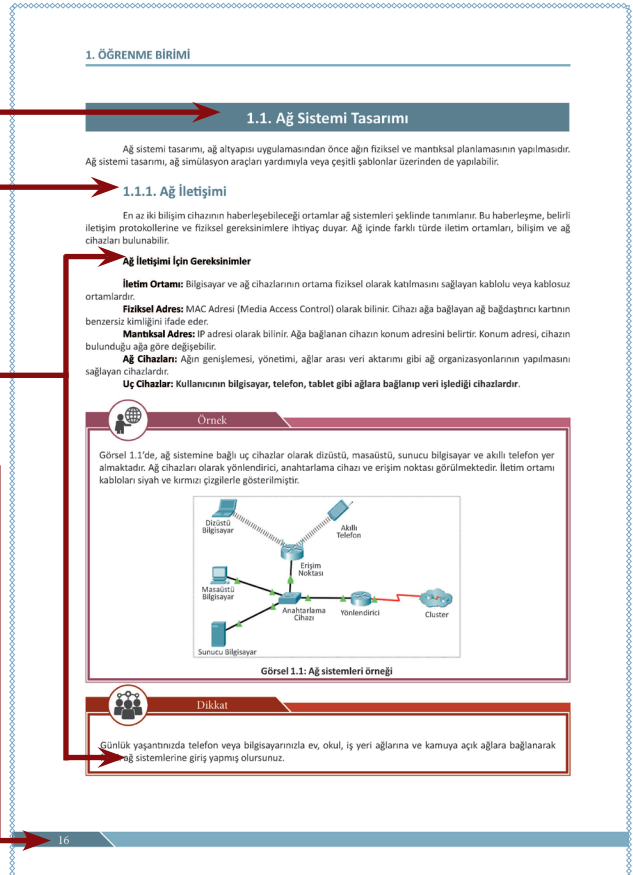 1. ÖĞRENME BİRİMİ
1.1. Ağ Sistemi Tasarımı
Ağ sistemi tasarımı, ağ altyapısı uygulamasından önce ağın fiziksel ve mantıksal planlamasının yapılmasıdır.
Ağ sistemi tasarımı, ağ simülasyon araçları yardımıyla veya çeşitli şablonlar üzerinden de yapılabilir.
1.1.1. Ağ İletişimi
En az iki bilişim cihazının haberleşebileceği ortamlar ağ sistemleri şeklinde tanımlanır. Bu haberleşme, belirli
iletişim protokollerine ve fiziksel gereksinimlere ihtiyaç duyar. Ağ içinde farklı türde iletim ortamları, bilişim ve ağ
cihazları bulunabilir.
Ağ İletişimi İçin Gereksinimler
İletim Ortamı: Bilgisayar ve ağ cihazlarının ortama fiziksel olarak katılmasını sağlayan kablolu veya kablosuz
ortamlardır.
Fiziksel Adres: MAC Adresi (Media Access Control) olarak bilinir. Cihazı ağa bağlayan ağ bağdaştırıcı kartının
benzersiz kimliğini ifade eder.
Mantıksal Adres: IP adresi olarak bilinir. Ağa bağlanan cihazın konum adresini belirtir. Konum adresi, cihazın
bulunduğu ağa göre değişebilir.
Ağ Cihazları: Ağın genişlemesi, yönetimi, ağlar arası veri aktarımı gibi ağ organizasyonlarının yapılmasını
sağlayan cihazlardır.
Uç Cihazlar: Kullanıcının bilgisayar, telefon, tablet gibi ağlara bağlanıp veri işlediği cihazlardır.
Örnek
Görsel 1.1'de, ağ sistemine bağlı uç cihazlar olarak dizüstü, masaüstü, sunucu bilgisayar ve akıllı telefon yer
almaktadır. Ağ cihazları olarak yönlendirici, anahtarlama cihazı ve erişim noktası görülmektedir. İletim ortamı
kabloları siyah ve kırmızı çizgilerle gösterilmiştir.
Dizüstü
Bilgisayar
Akıllı
Telefon
Erişim
Noktası
Masaüstü
Bilgisayar
Anahtarlama
Cihazı
Yönlendirici
Cluster
Sunucu Bilgisayar
Görsel 1.1: Ağ sistemleri örneği
Dikkat
Günlük yaşantınızda telefon veya bilgisayarınızla ev, okul, iş yeri ağlarına ve kamuya açık ağlara bağlanarak
ağ sistemlerine giriş yapmış olursunuz.
16